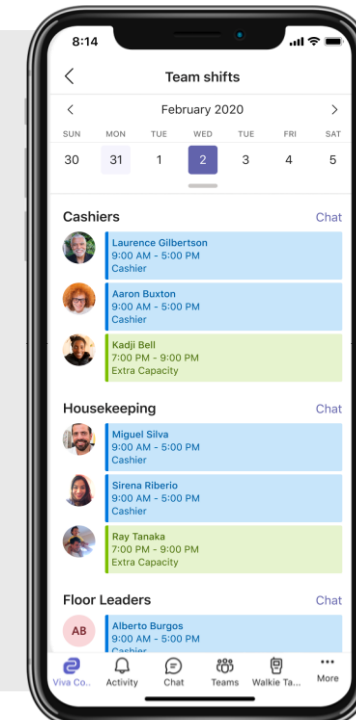 8:14
Team shifts
February 2020
SUN MON TUE WED TUE FRI SAT
30 31 1 2 3 4 5
Cashiers Chat
Laurence Gilbertson
9:00 AM - 5:00 PM
Cashier
Aaron Buxton
9:00 AM - 5:00 PM
Cashier
Kadji Bell
7:00 PM - 9:00 PM
Extra Capacity
Housekeeping Chat
Miguel Silva
9:00 AM - 5:00 PM
Cashier
Sirena Riberio
9:00 AM - 5:00 PM
Cashier
Ray Tanaka
7:00 PM - 9:00 PM
Extra Capacity
Floor Leaders Chat
AB
Alberto Burgos
9:00 AM - 5:00 PM
Cashier
Viva Co.. Activity Chat Teams Walkie Ta... More